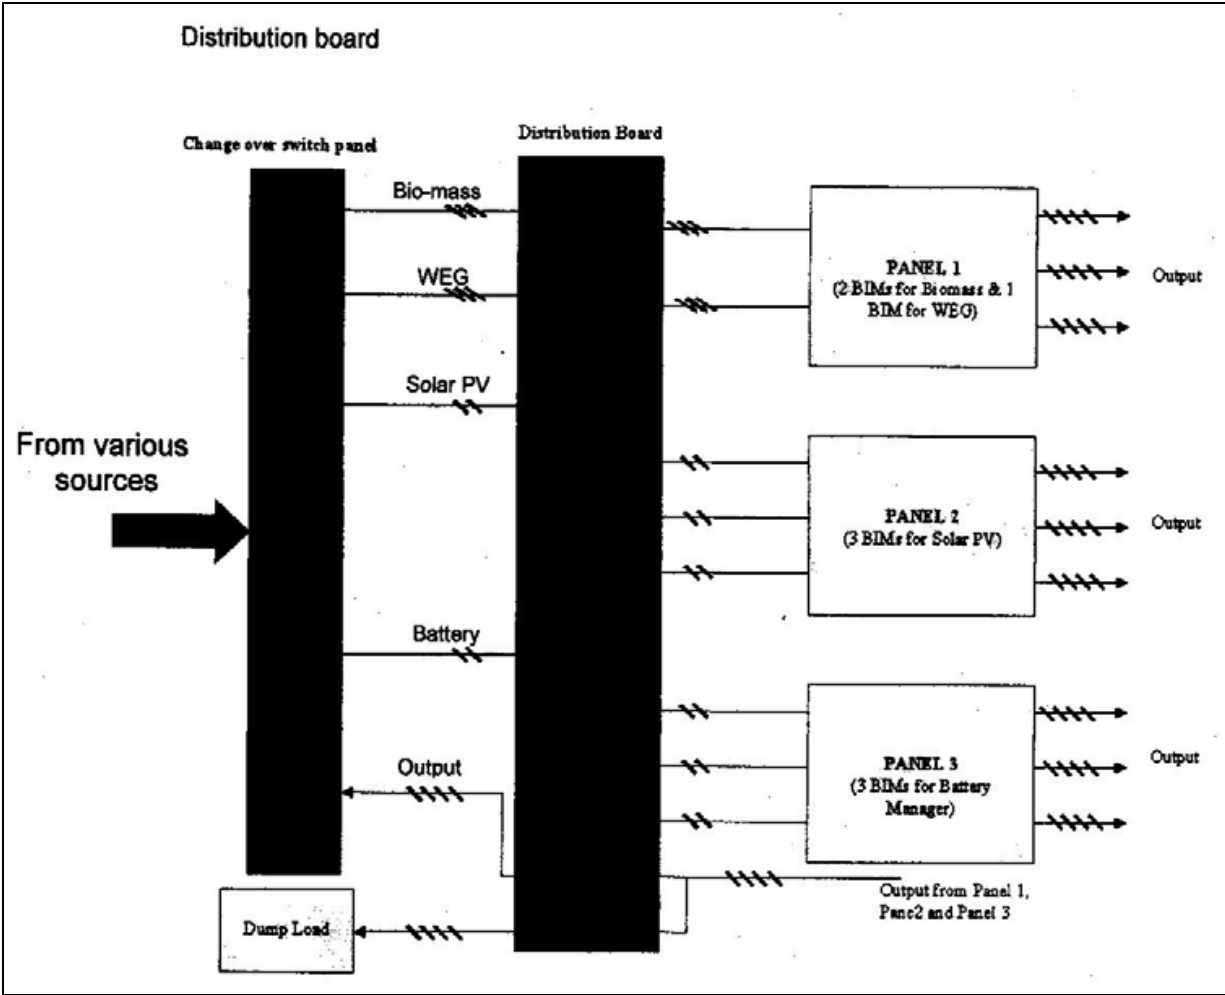 Distribution board
Change over switch panel
Distribution Board
Bio-mass
WEG
Solar PV
From various
sources
Battery
Output
Dump Load
PANEL 1
(2 BIMs for Biomass & 1
BIM for WEG)
Output
PANEL 2
(3 BIMs for Solar PV)
Output
PANEL 3
(3 BIMs for Battery
Manager)
Output
Output from Panel 1,
Pane2 and Panel 3